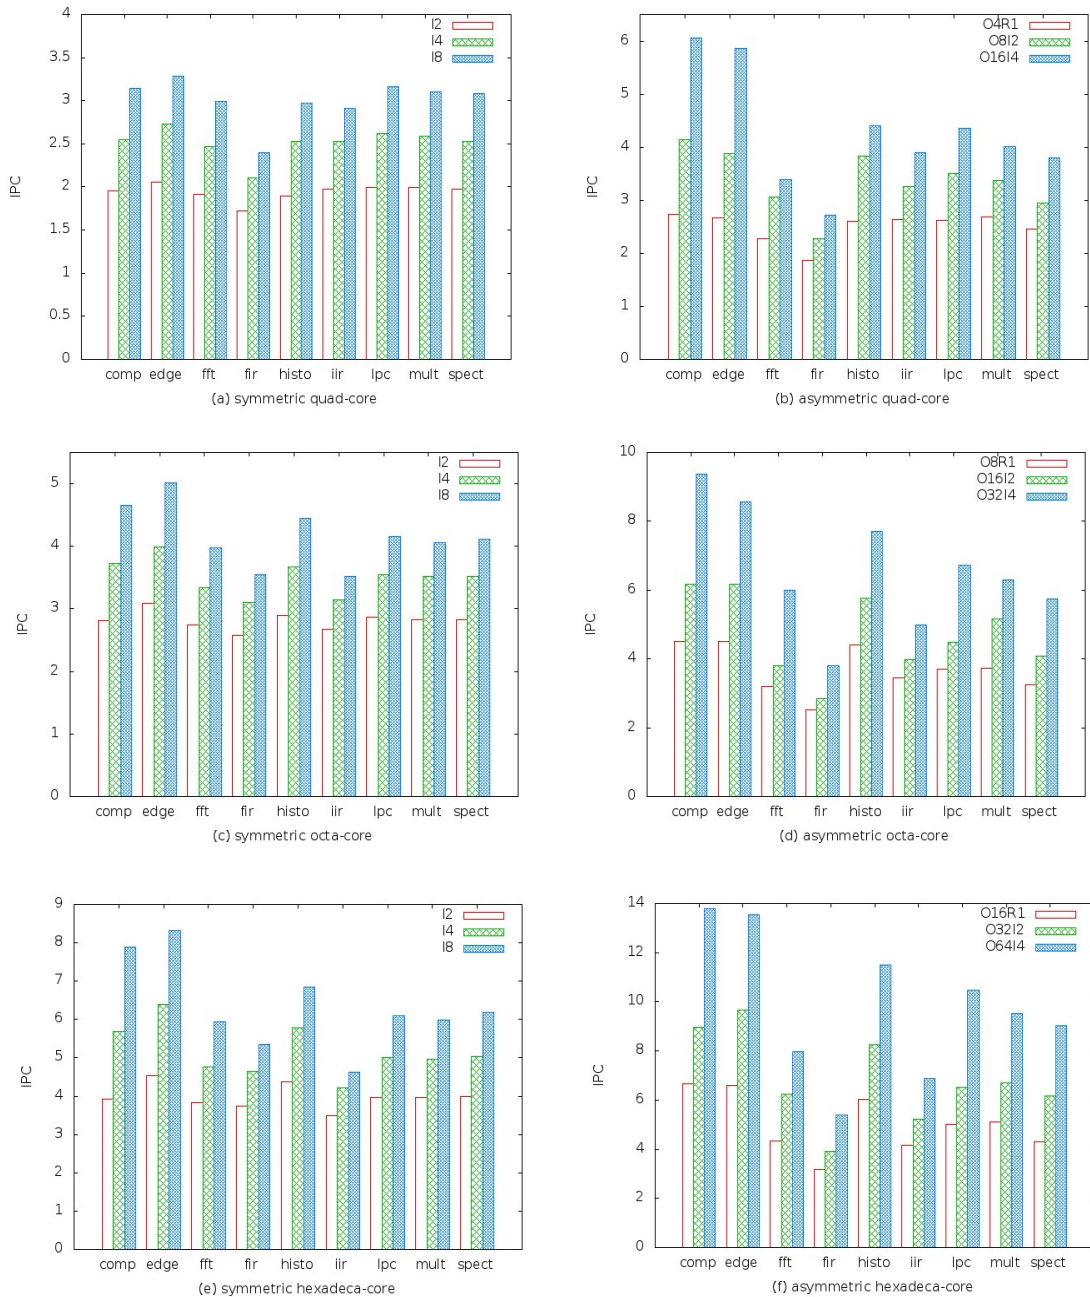 4
3.5
3
2.5
2
1.5
1
0.5
0
IPC
I2
I4
I8
comp edge fft fir histo iir lpc mult spect
(a) symmetric quad-core
6
5
4
3
2
1
0
IPC
O4R1
O8I2
O16I4
comp edge fft fir histo iir lpc mult spect
(b) asymmetric quad-core
5
4
3
2
1
0
IPC
I2
I4
I8
comp edge fft fir histo iir lpc mult spect
(c) symmetric octa-core
10
8
6
4
2
0
IPC
O8R1
O16I2
O32I4
comp edge fft fir histo iir lpc mult spect
(d) asymmetric octa-core
9
8
7
6
5
4
3
2
1
0
IPC
I2
I4
I8
comp edge fft fir histo iir lpc mult spect
(e) symmetric hexadeca-core
14
12
10
8
6
4
2
0
IPC
O16R1
O32I2
O64I4
comp edge fft fir histo iir lpc mult spect
(f) asymmetric hexadeca-core